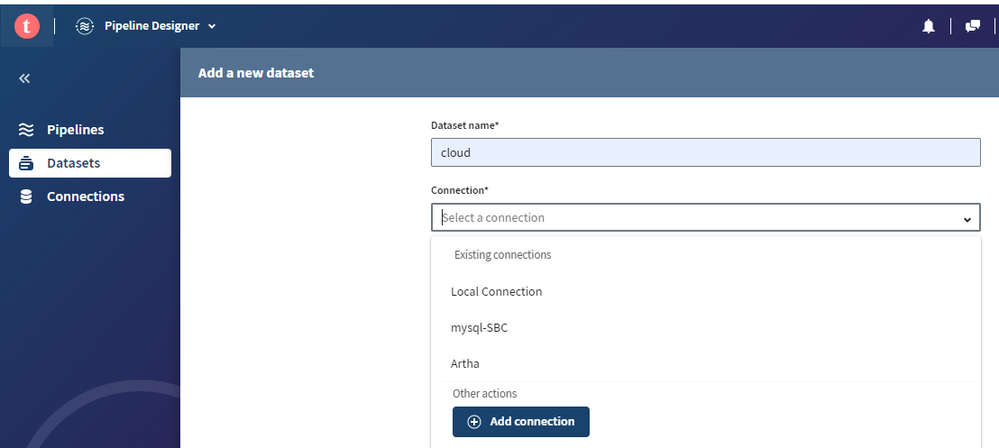 t
Pipeline Designer
Add a new dataset
Pipelines
Datasets
Connections
Dataset name*
cloud
Connection*
Select a connection
Existing connections
Local Connection
mysql-SBC
Artha
Other actions
Add connection